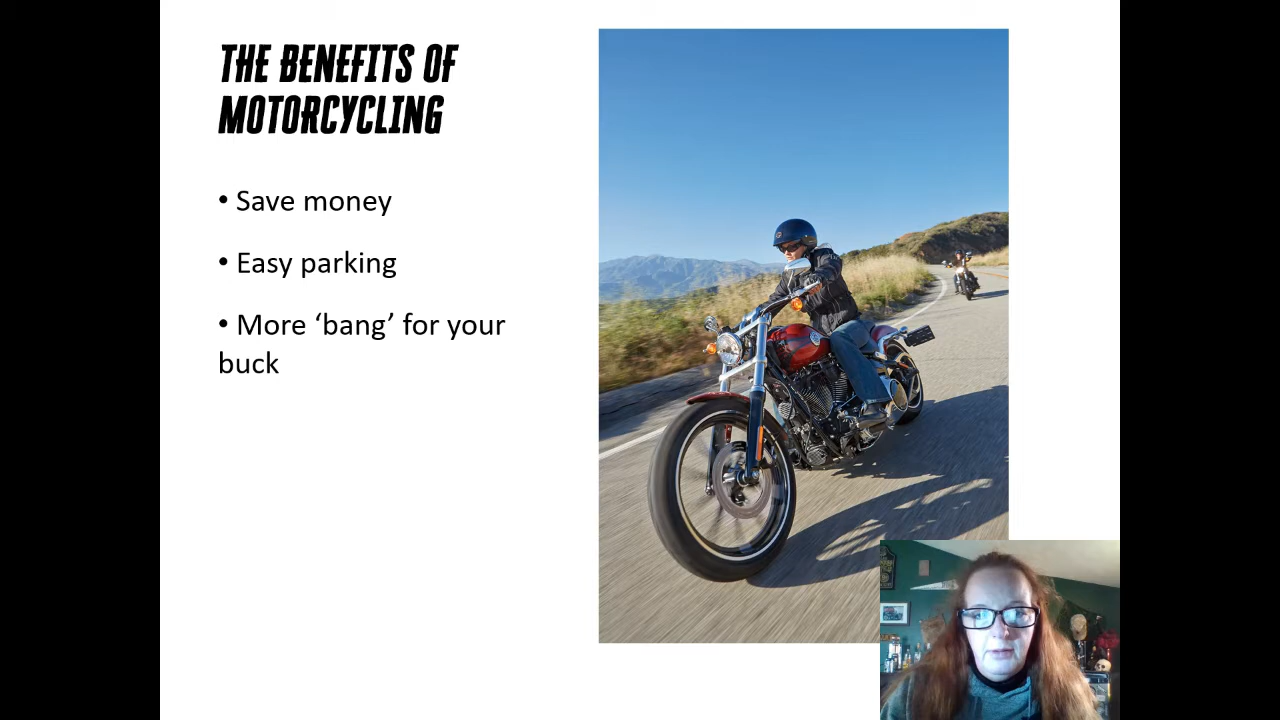 THE BENEFITS OF
MOTORCYCLING
• Save money
• Easy parking
• More ‘bang’ for your
buck